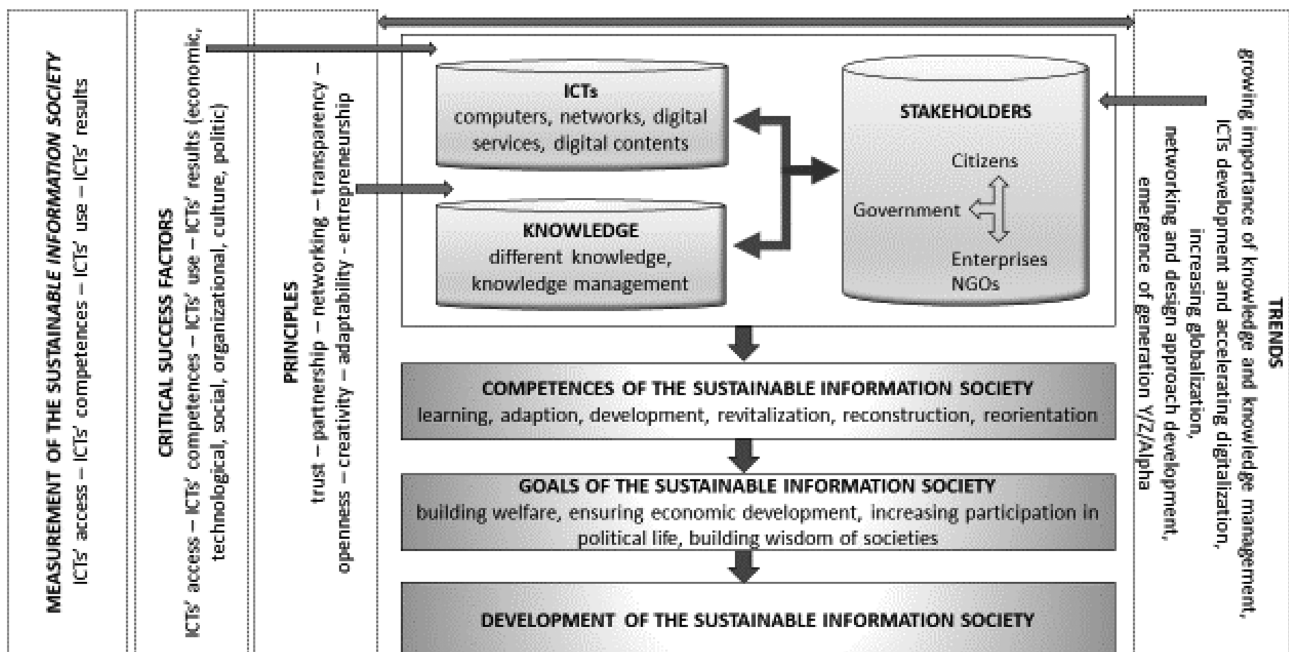 MEASUREMENT OF THE SUSTAINABLE INFORMATION SOCIETY
ICTs' access – ICTs' competences – ICTs' use – ICTs' results
CRITICAL SUCCESS FACTORS
ICTs' access – ICTs' competences – ICTs' use – ICTs' results (economic,
technological, social, organizational, culture, politic)
PRINCIPLES
trust – partnership – networking – transparency –
openness – creativity – adaptability - entrepreneurship
ICTs
computers, networks, digital
services, digital contents
KNOWLEDGE
different knowledge,
knowledge management
STAKEHOLDERS
Citizens
Government
Enterprises
NGOs
COMPETENCES OF THE SUSTAINABLE INFORMATION SOCIETY
learning, adaption, development, revitalization, reconstruction, reorientation
GOALS OF THE SUSTAINABLE INFORMATION SOCIETY
building welfare, ensuring economic development, increasing participation in
political life, building wisdom of societies
DEVELOPMENT OF THE SUSTAINABLE INFORMATION SOCIETY
TRENDS
growing importance of knowledge and knowledge management,
ICTs development and accelerating digitalization,
increasing globalization,
networking and design approach development,
emergence of generation Y/Z/Alpha